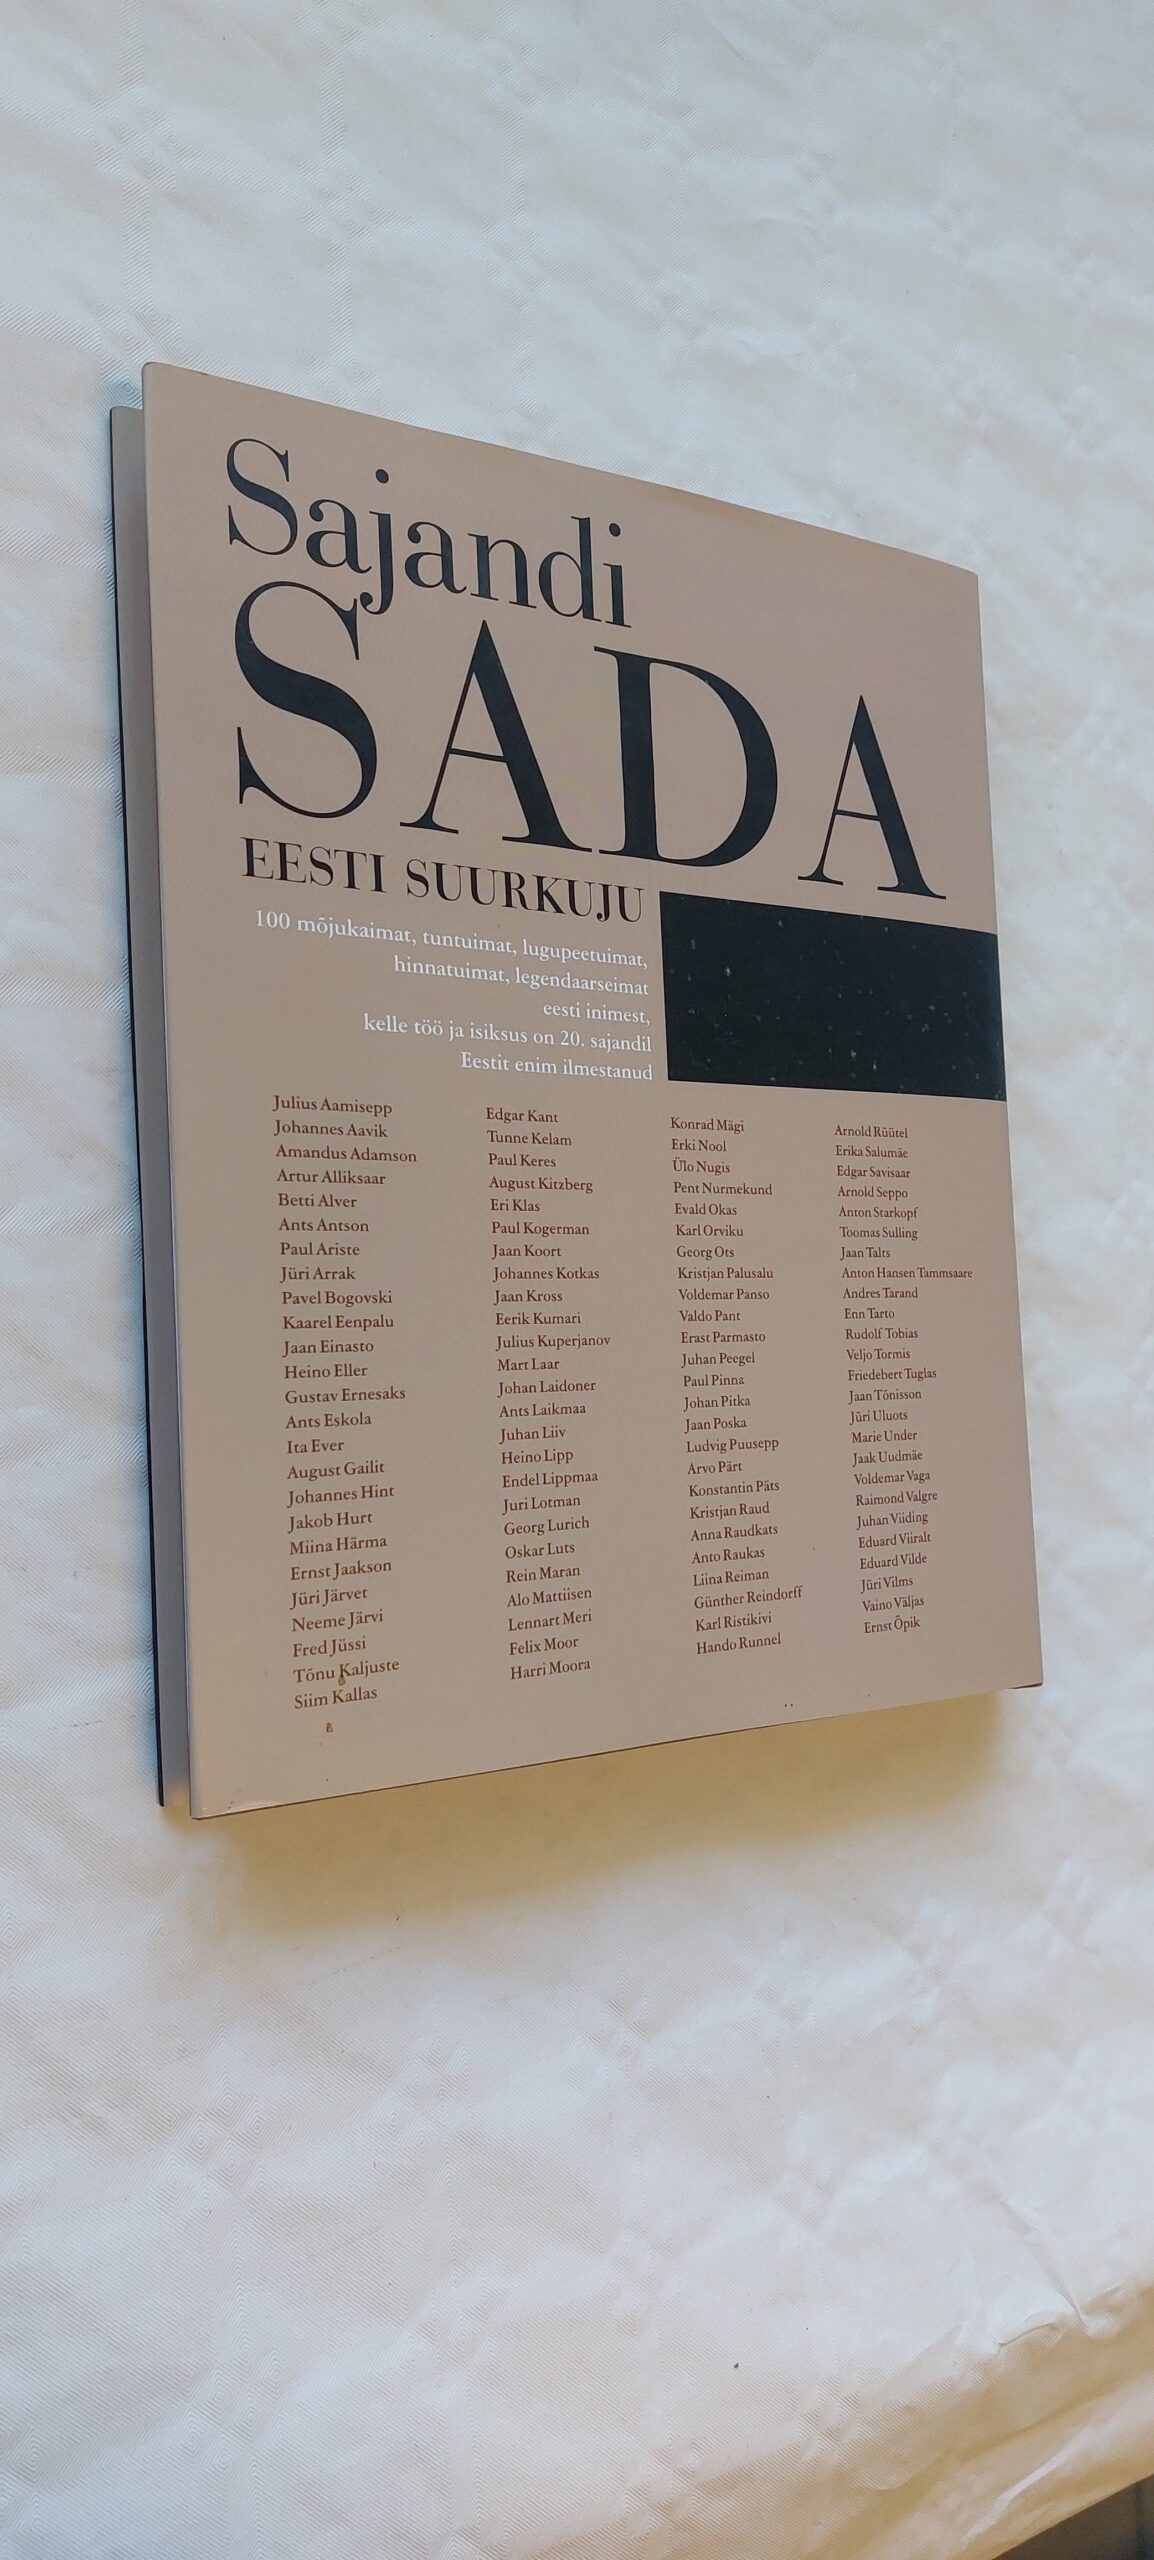 Sajandi
SADA
EESTI SUURKUJU
100 mõjukaimat, tuntuimat, lugupeetuimat,
hinnatuimat, legendaarseimat
eesti inimest,
kelle töö ja isiksus on 20. sajandil
Eestit enim ilmestanud
Julius Aamisepp
Johannes Aavik
Amandus Adamson
Artur Alliksaar
Betti Alver
Ants Antson
Paul Ariste
Jüri Arrak
Pavel Bogovski
Kaarel Eenpalu
Jaan Einasto
Heino Eller
Gustav Ernesaks
Ants Eskola
Ita Ever
August Gailit
Johannes Hint
Jakob Hurt
Miina Härma
Ernst Jaakson
Jüri Järvet
Neeme Järvi
Fred Jüssi
Tõnu Kaljuste
Siim Kallas
Edgar Kant
Tunne Kelam
Paul Keres
August Kitzberg
Eri Klas
Paul Kogerman
Jaan Koort
Johannes Kotkas
Jaan Kross
Eerik Kumari
Julius Kuperjanov
Mart Laar
Johan Laidoner
Ants Laikmaa
Juhan Liiv
Heino Lipp
Endel Lippmaa
Juri Lotman
Georg Lurich
Oskar Luts
Rein Maran
Alo Mattiisen
Lennart Meri
Felix Moor
Harri Moora
Konrad Mägi
Erki Nool
Ülo Nugis
Pent Nurmekund
Evald Okas
Karl Orviku
Georg Ots
Kristjan Palusalu
Voldemar Panso
Valdo Pant
Erast Parmasto
Juhan Peegel
Paul Pinna
Johan Pitka
Jaan Poska
Ludvig Puusepp
Arvo Pärt
Konstantin Päts
Kristjan Raud
Anna Raudkats
Anto Raukas
Liina Reiman
Günther Reindorff
Karl Ristikivi
Hando Runnel
Arnold Rüütel
Erika Salumäe
Edgar Savisaar
Arnold Seppo
Anton Starkopf
Toomas Sulling
Jaan Talts
Anton Hansen Tammsaare
Andres Tarand
Enn Tarto
Rudolf Tobias
Veljo Tormis
Friedebert Tuglas
Jaan Tõnisson
Jüri Uluots
Marie Under
Jaak Uudmäe
Voldemar Vaga
Raimond Valgre
Juhan Viiding
Eduard Viiralt
Eduard Vilde
Jüri Vilms
Vaino Väljas
Ernst Öpik